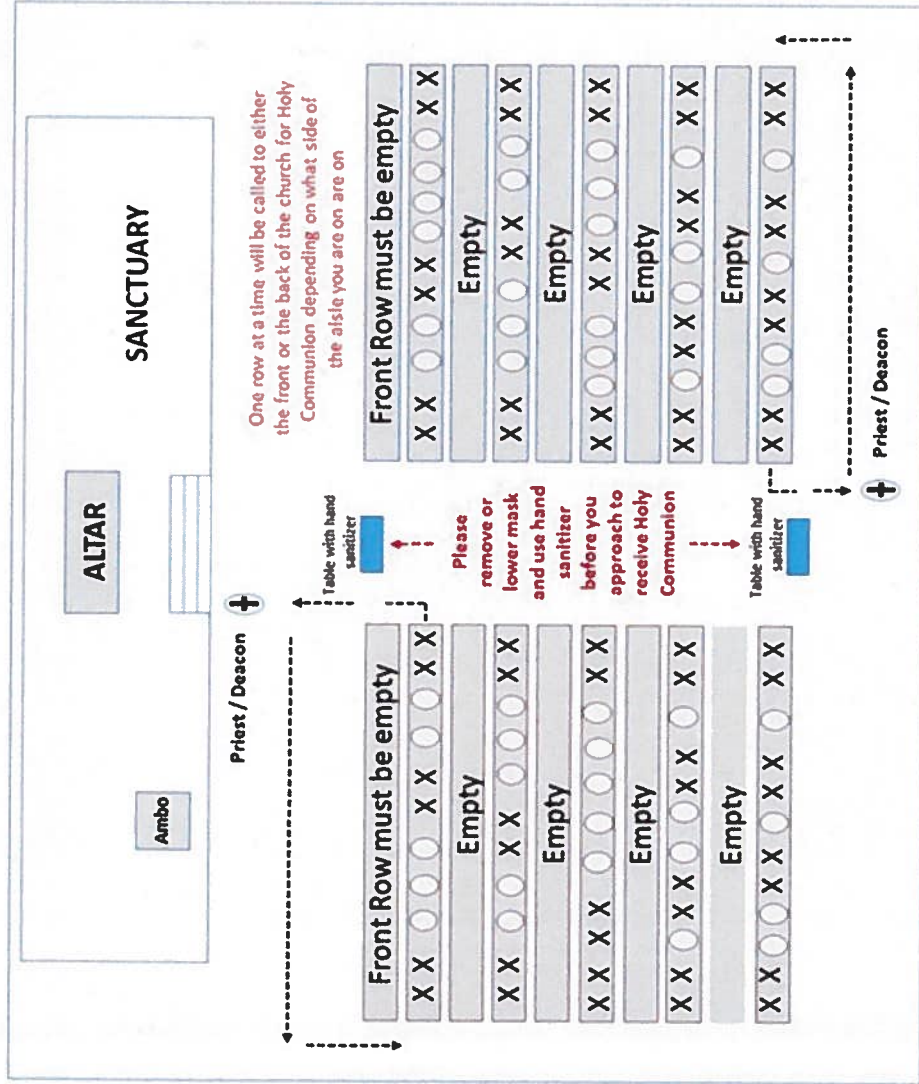 SANCTUARY
ALTAR
Ambo
Priest / Deacon
One row at a time will be called to either
the front or the back of the church for Holy
Communion depending on what side of
the aisle you are on are on
Table with hand
sanitizer
Front Row must be empty
Empty
Empty
Empty
Empty
Please
remove or
lower mask
and use hand
sanitizer
before you
approach to
receive Holy
Communion
Table with hand
sanitizer
Front Row must be empty
Empty
Empty
Empty
Empty
Priest / Deacon